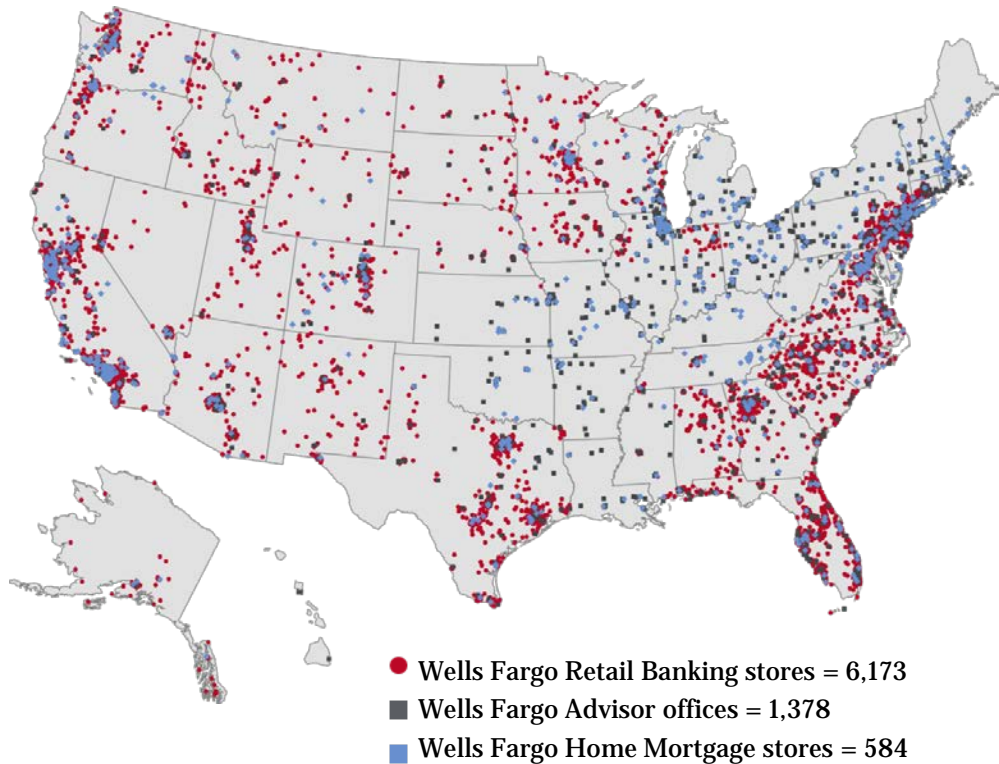 Wells Fargo Retail Banking stores = 6,173
Wells Fargo Advisor offices = 1,378
Wells Fargo Home Mortgage stores = 584